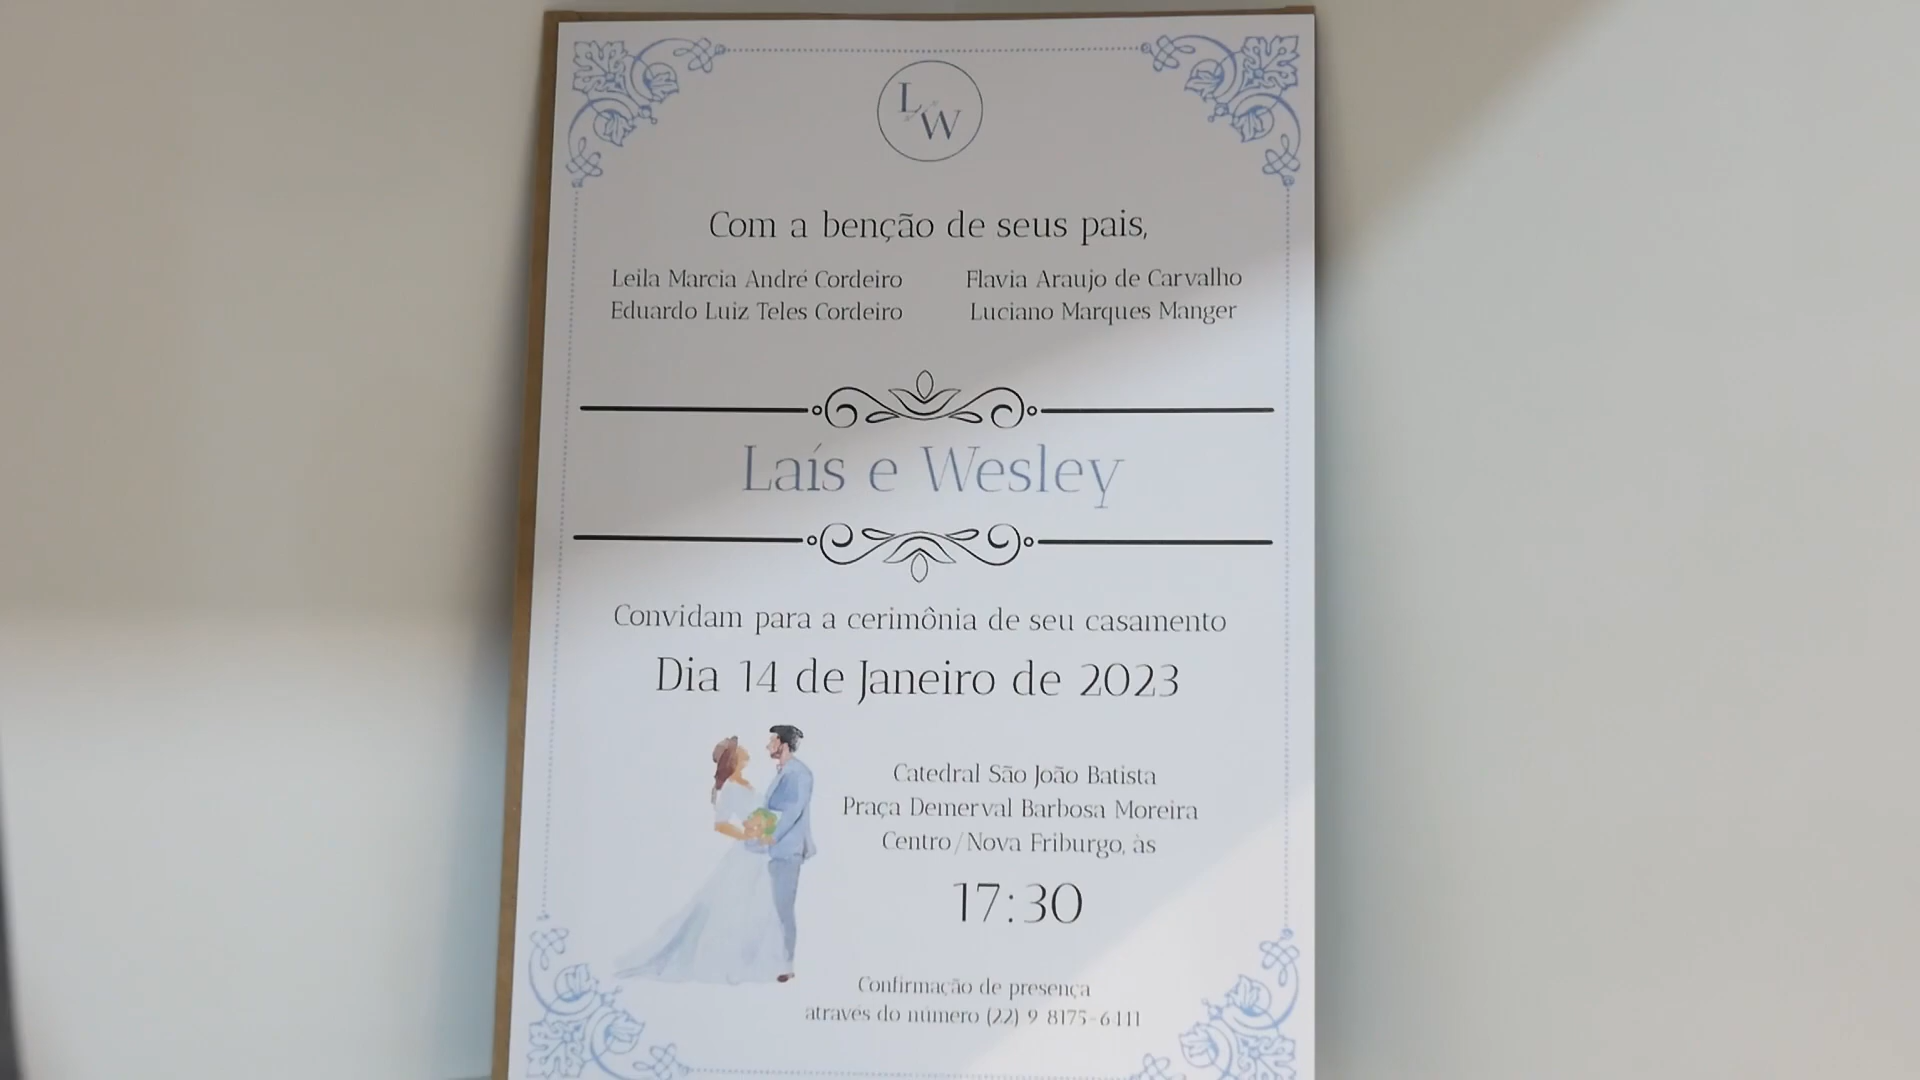 L
W
Com a benção de seus pais,
Leila Marcia André Cordeiro
Eduardo Luiz Teles Cordeiro
Flavia Araujo de Carvalho
Luciano Marques Manger
Laís e Wesley
Convidam para a cerimônia de seu casamento
Dia 14 de Janeiro de 2023
Catedral São João Batista
Praça Demerval Barbosa Moreira
Centro/Nova Friburgo, às
17:30
Confirmação de presença
através do número (22) 9 8175-6111